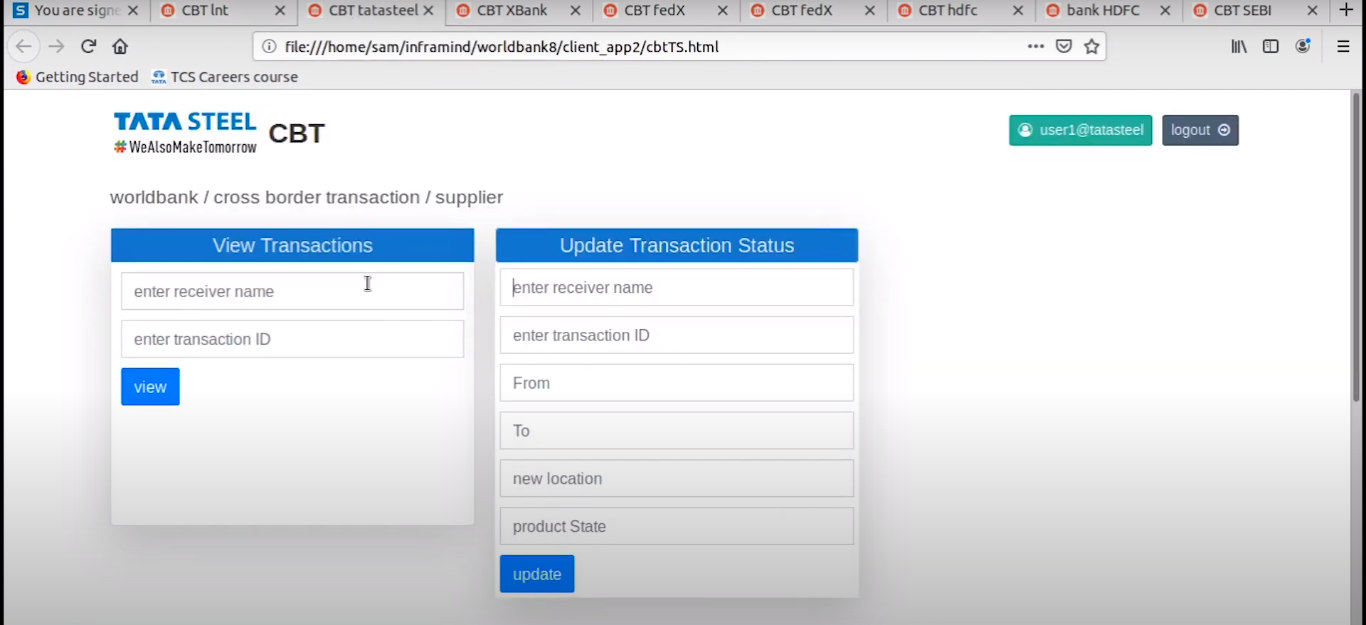 You are signe
CBT lnt
CBT tatasteel
CBT XBank
CBT fedX
CBT fedX
CBT hdfc
bank HDFC
CBT SEBI
file:///home/sam/inframind/worldbank8/client_app2/cbtTS.html
Getting Started
TCS Careers course
TATA STEEL
#WeAlsoMakeTomorrow
CBT
user1@tatasteel
logout
worldbank / cross border transaction / supplier
View Transactions
enter receiver name
enter transaction ID
view
Update Transaction Status
enter receiver name
enter transaction ID
From
To
new location
product State
update